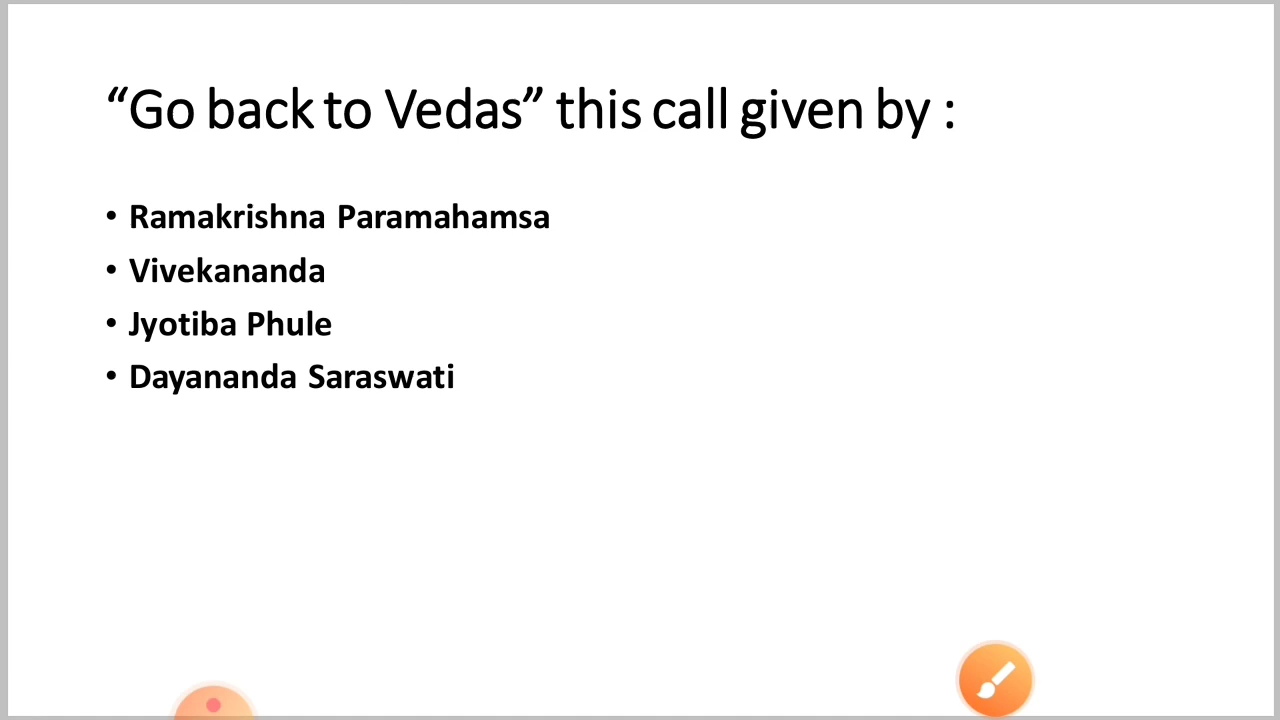 “Go back to Vedas” this call given by :
• Ramakrishna Paramahamsa
• Vivekananda
• Jyotiba Phule
• Dayananda Saraswati